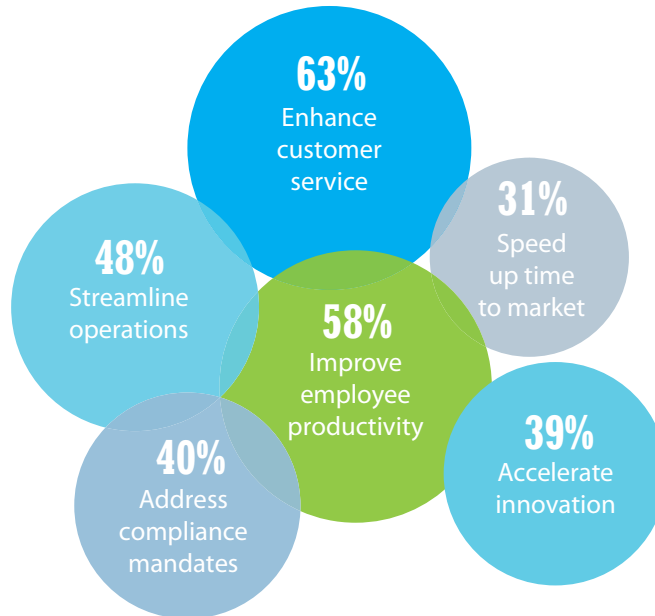 63%
Enhance
customer
service
31%
Speed
up time
to market
48%
Streamline
operations
58%
Improve
employee
productivity
39%
Accelerate
innovation
40%
Address
compliance
mandates